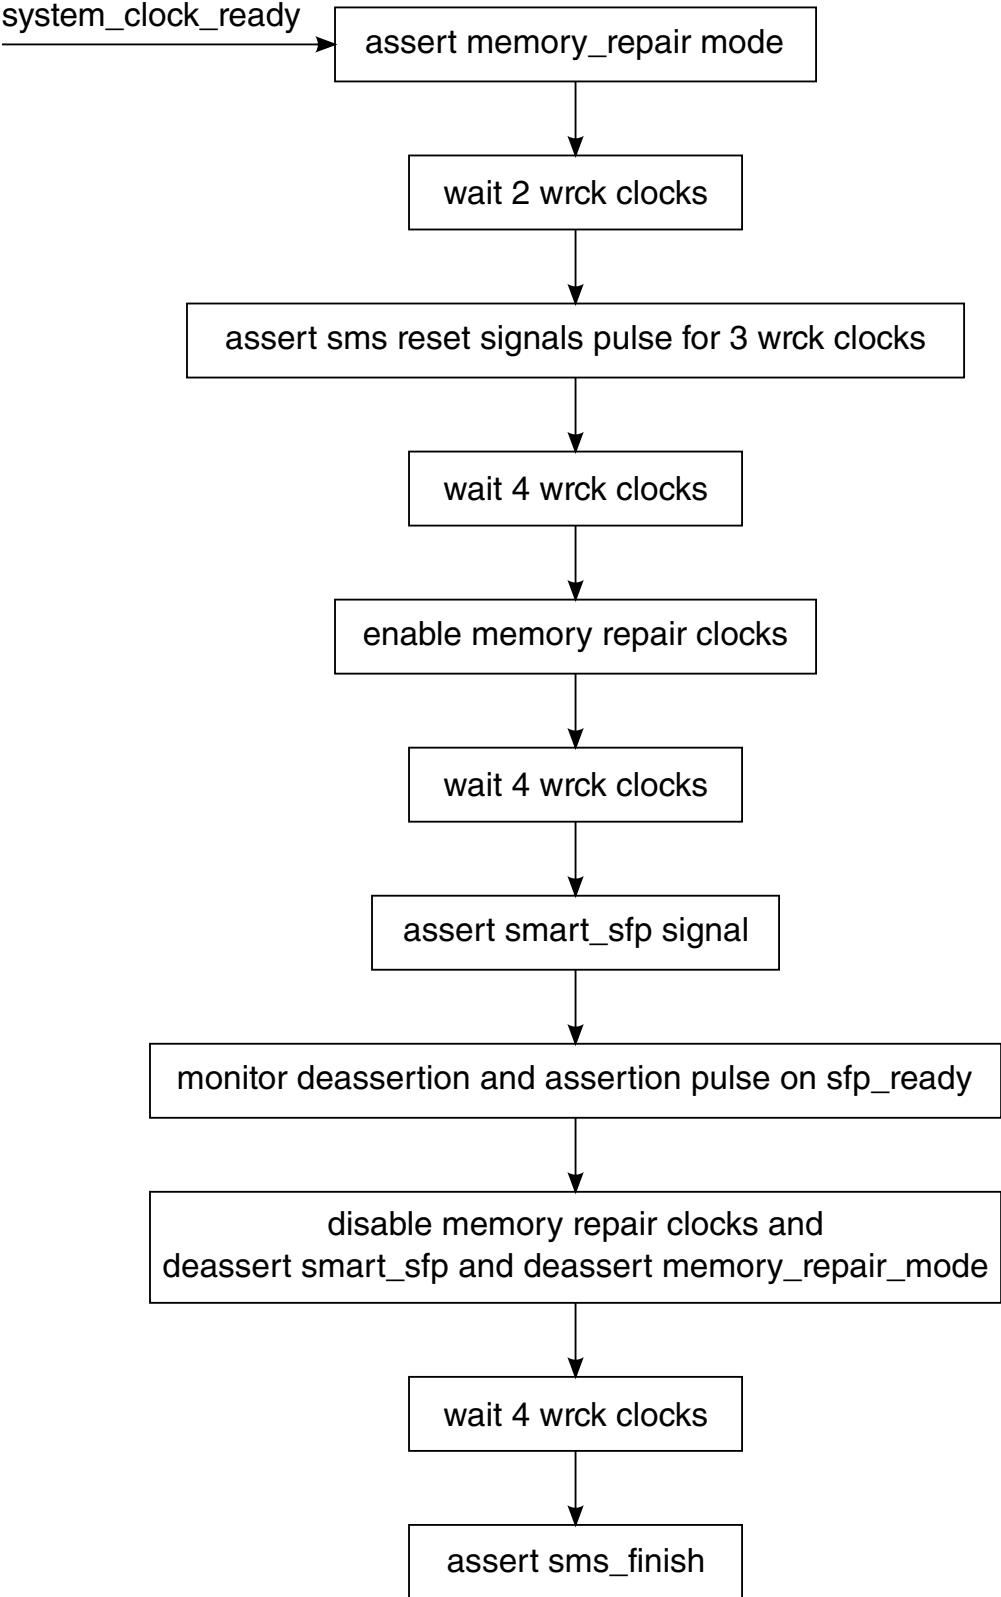 system_clock_ready
assert memory_repair mode
wait 2 wrck clocks
assert sms reset signals pulse for 3 wrck clocks
wait 4 wrck clocks
enable memory repair clocks
wait 4 wrck clocks
assert smart_sfp signal
monitor deassertion and assertion pulse on sfp_ready
disable memory repair clocks and
deassert smart_sfp and deassert memory_repair_mode
wait 4 wrck clocks
assert sms_finish